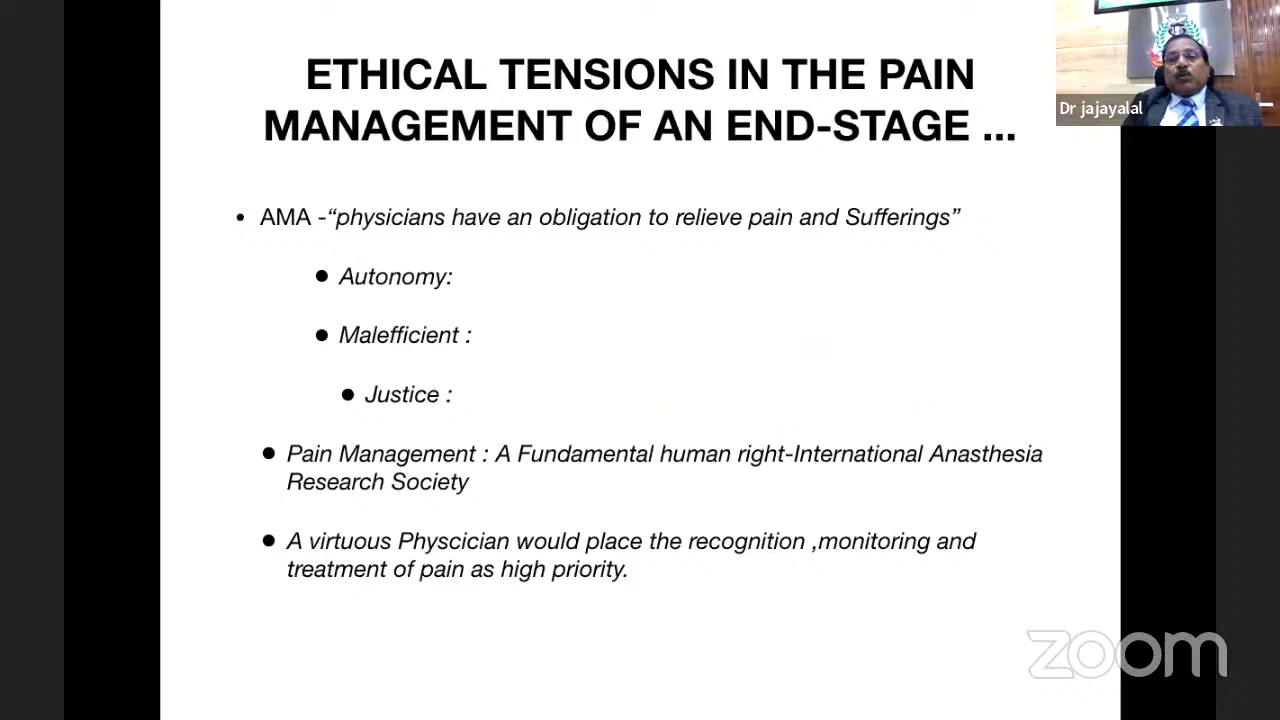 ETHICAL TENSIONS IN THE PAIN
MANAGEMENT OF AN END-STAGE ...
Dr jajayalal
• AMA -“physicians have an obligation to relieve pain and Sufferings”
● Autonomy:
● Malefficient :
● Justice :
● Pain Management : A Fundamental human right-International Anasthesia
Research Society
● A virtuous Physcician would place the recognition ,monitoring and
treatment of pain as high priority.
zoom